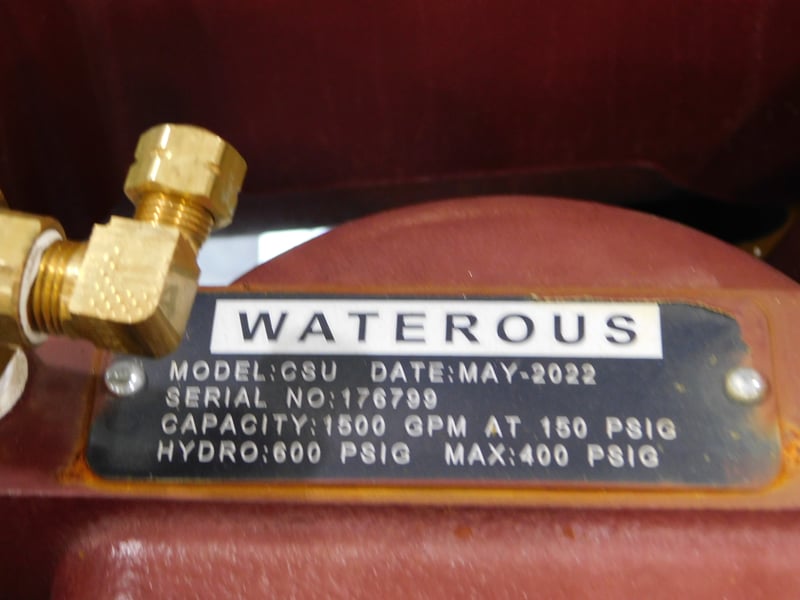 WATEROUS
MODEL:CSU DATE:MAY-2022
SERIAL NO:176799
CAPACITY:1500 GPM AT 150 PSIG
HYDRO:600 PSIG MAX:400 PSIG